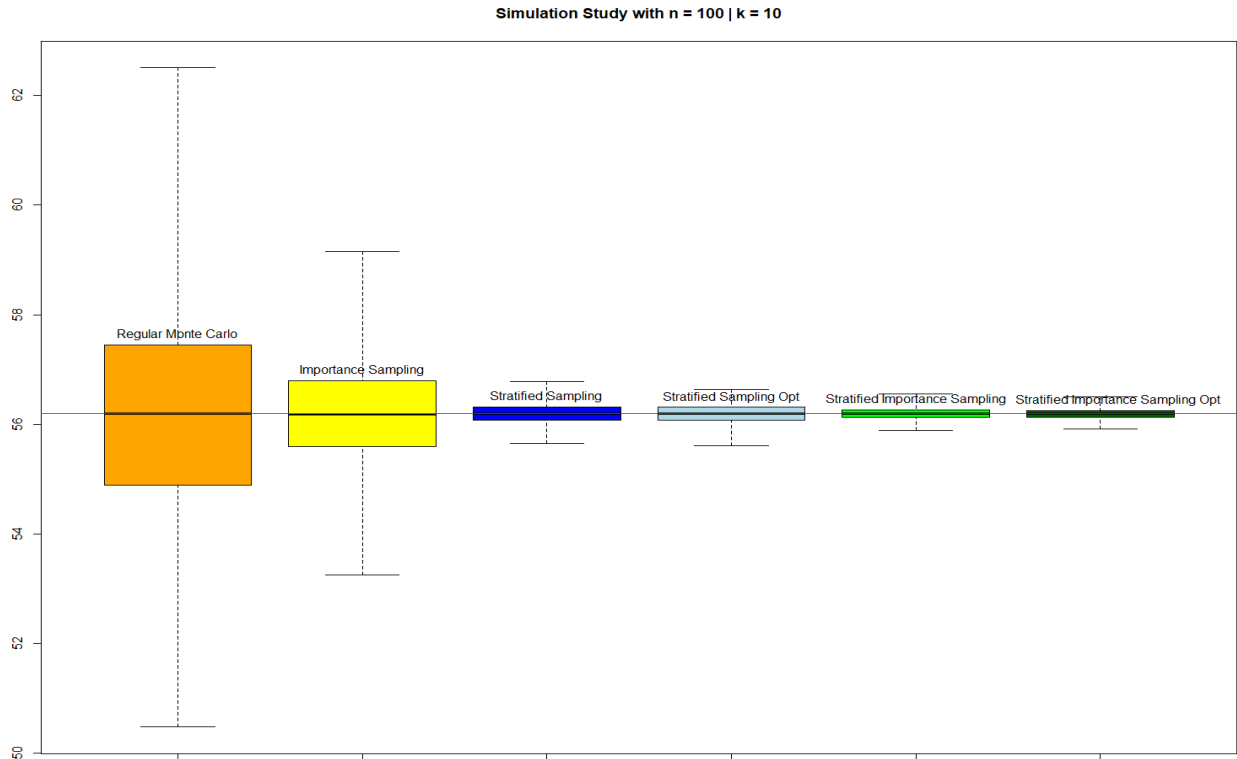 Simulation Study with n = 100 | k = 10
62
60
58
56
54
52
50
Regular Monte Carlo
Importance Sampling
Stratified Sampling
Stratified Sampling Opt
Stratified Importance Sampling
Stratified Importance Sampling Opt